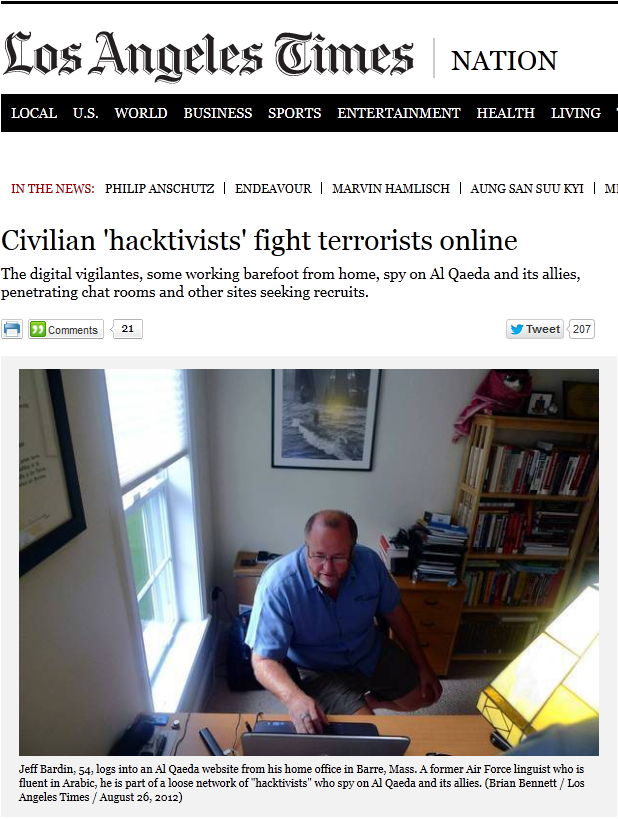 Los Angeles Times NATION
LOCAL U.S. WORLD BUSINESS SPORTS ENTERTAINMENT HEALTH LIVING
IN THE NEWS: PHILIP ANSCHUTZ | ENDEAVOUR | MARVIN HAMLISCH | AUNG SAN SUU KYI |
Civilian 'hacktivists' fight terrorists online
The digital vigilantes, some working barefoot from home, spy on Al Qaeda and its allies,
penetrating chat rooms and other sites seeking recruits.
Comments 21 Tweet 207
Jeff Bardin, 54, logs into an Al Qaeda website from his home office in Barre, Mass. A former Air Force linguist who is
fluent in Arabic, he is part of a loose network of "hacktivists" who spy on Al Qaeda and its allies. (Brian Bennett / Los
Angeles Times / August 26, 2012)